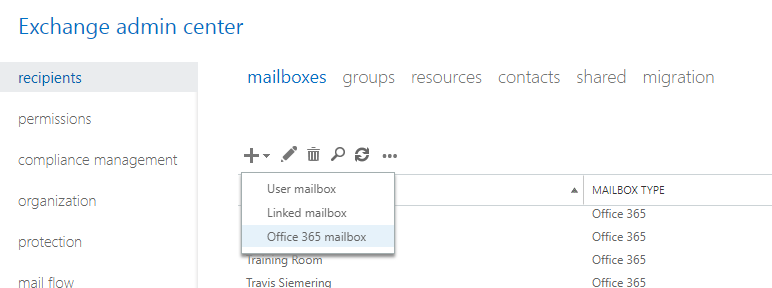 Exchange admin center
recipients
permissions
compliance management
organization
protection
mail flow
mailboxes groups resources contacts shared migration
User mailbox
Linked mailbox
Office 365 mailbox
MAILBOX TYPE
Office 365
Office 365
Training Room Office 365
Travis Siemering Office 365